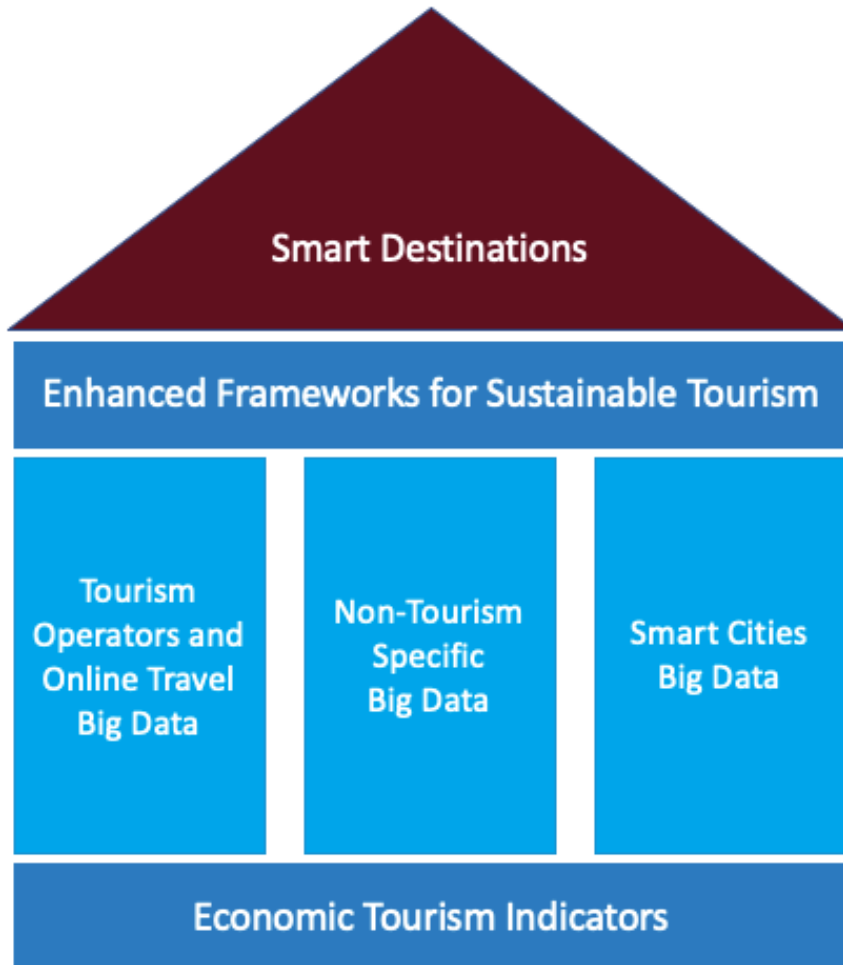 Smart Destinations
Enhanced Frameworks for Sustainable Tourism
Tourism
Operators and
Online Travel
Big Data
Non-Tourism
Specific
Big Data
Smart Cities
Big Data
Economic Tourism Indicators